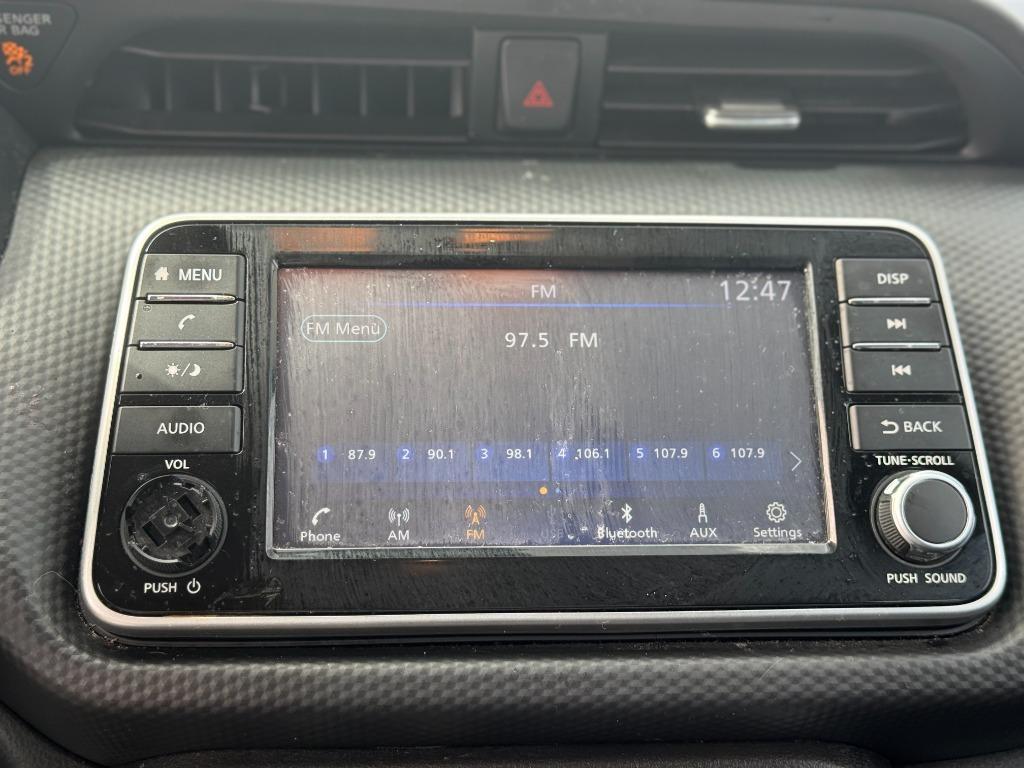 SENGER
R BAG
OFF
MENU
AUDIO
VOL
PUSH
FM
12:47
FM Menu
97.5 FM
1 87.9 2 90.1 3 98.1 4 106.1 5 107.9 6 107.9
Phone AM FM Bluetooth AUX Settings
DISP
BACK
TUNE·SCROLL
PUSH SOUND